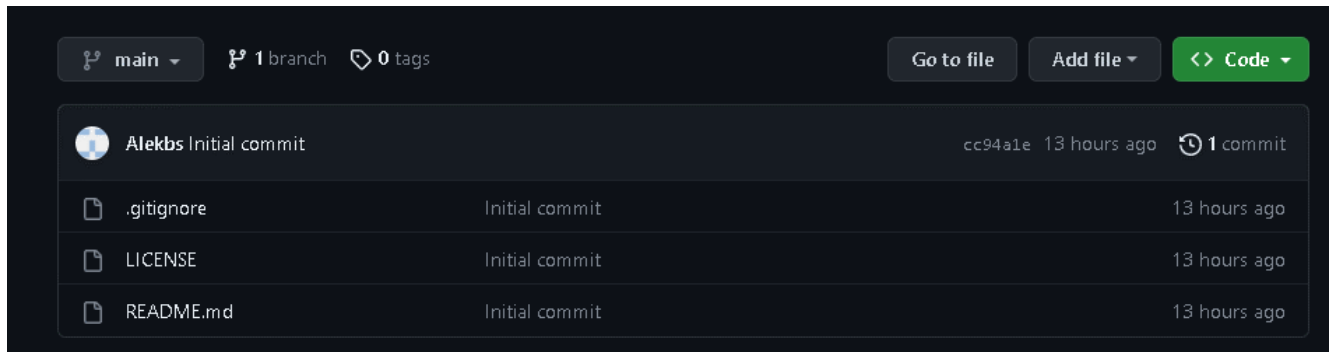 main 1 branch 0 tags Go to file Add file Code
Alekbs Initial commit cc94a1e 13 hours ago 1 commit
.gitignore Initial commit 13 hours ago
LICENSE Initial commit 13 hours ago
README.md Initial commit 13 hours ago